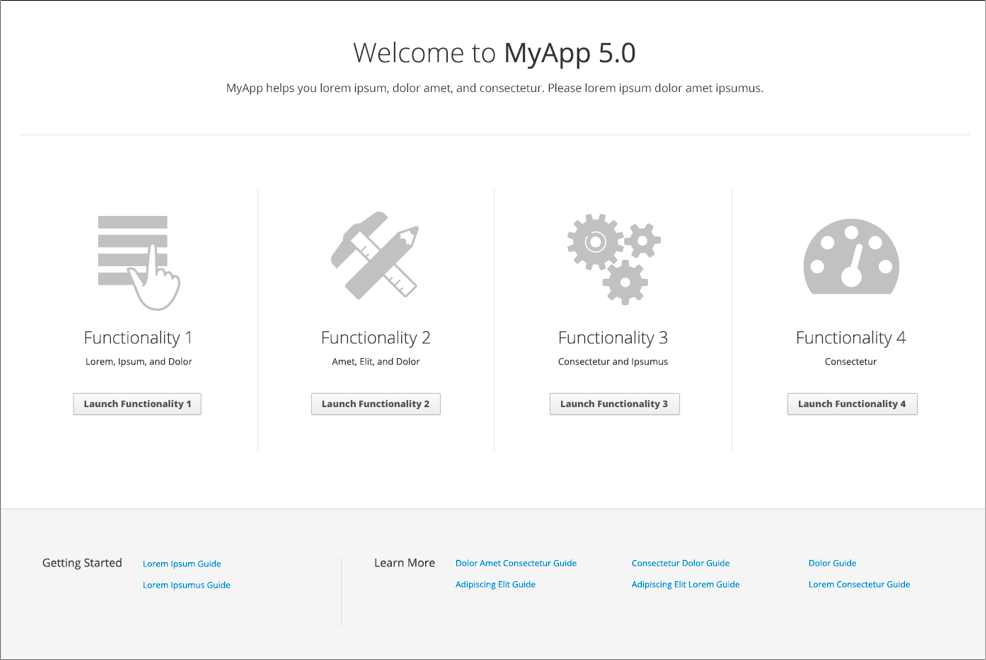 Welcome to MyApp 5.0
MyApp helps you lorem ipsum, dolor amet, and consectetur. Please lorem ipsum dolor amet ipsumus.
Functionality 1
Lorem, Ipsum, and Dolor
Launch Functionality 1
Functionality 2
Amet, Elit, and Dolor
Launch Functionality 2
Functionality 3
Consectetur and Ipsumus
Launch Functionality 3
Functionality 4
Consectetur
Launch Functionality 4
Getting Started
Lorem Ipsum Guide
Lorem Ipsumus Guide
Learn More
Dolor Amet Consectetur Guide
Adipiscing Elit Guide
Consectetur Dolor Guide
Adipiscing Elit Lorem Guide
Dolor Guide
Lorem Consectetur Guide